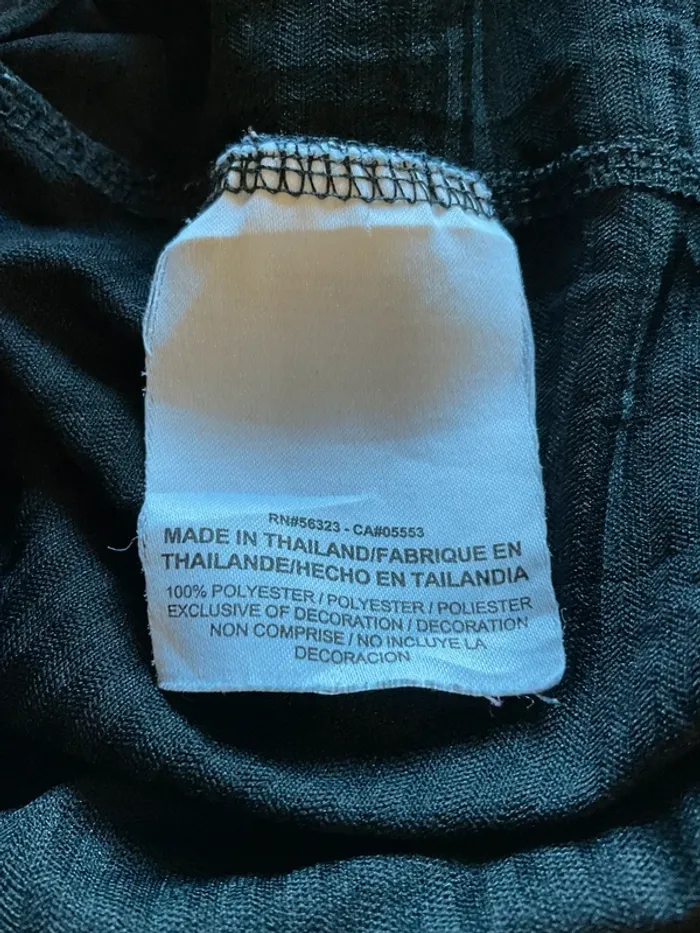 RN#56323 - CA#05553
MADE IN THAILAND/FABRIQUE EN
THAILANDE/HECHO EN TAILANDIA
100% POLYESTER / POLYESTER / POLIESTER
EXCLUSIVE OF DECORATION / DECORATION
NON COMPRISE / NO INCLUYE LA
DECORACION